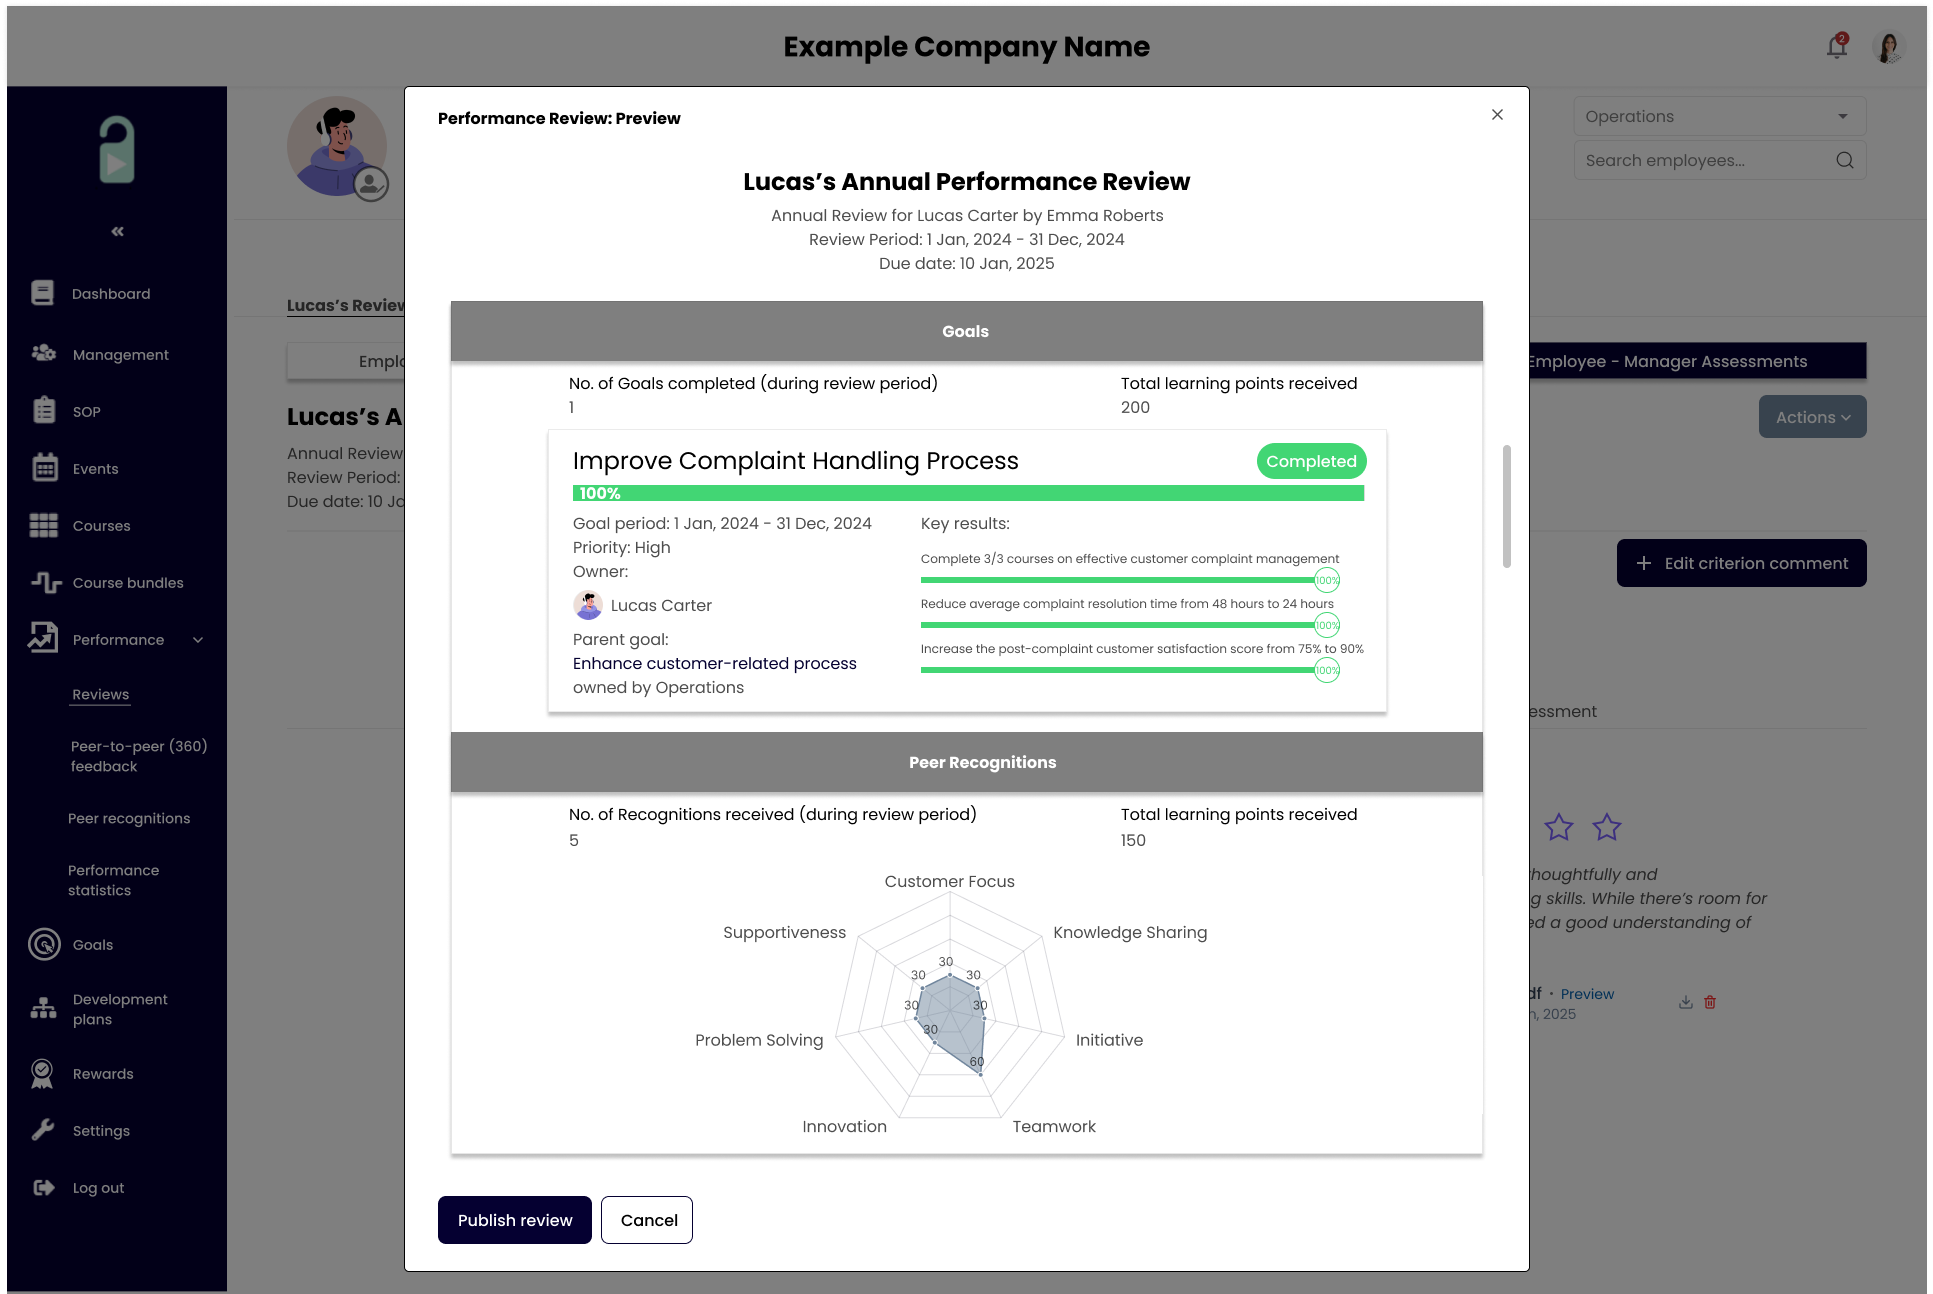 Example Company Name
2
Dashboard
Management
SOP
Events
Courses
Course bundles
Performance
Reviews
Peer-to-peer (360)
feedback
Peer recognitions
Performance
statistics
Goals
Development
plans
Rewards
Settings
Log out
Lucas's Review
Lucas's A
Annual Review
Review Period:
Due date: 10 Ja
Performance Review: Preview
Lucas's Annual Performance Review
Annual Review for Lucas Carter by Emma Roberts
Review Period: 1 Jan, 2024 - 31 Dec, 2024
Due date: 10 Jan, 2025
Goals
No. of Goals completed (during review period)
1
Total learning points received
200
Improve Complaint Handling Process
Completed
100%
Goal period: 1 Jan, 2024 - 31 Dec, 2024
Priority: High
Owner:
Lucas Carter
Parent goal:
Enhance customer-related process
owned by Operations
Key results:
Complete 3/3 courses on effective customer complaint management
100%
Reduce average complaint resolution time from 48 hours to 24 hours
100%
Increase the post-complaint customer satisfaction score from 75% to 90%
100%
Peer Recognitions
No. of Recognitions received (during review period)
5
Total learning points received
150
Customer Focus
Supportiveness
Knowledge Sharing
30
30
30
30
30
30
60
Problem Solving
Initiative
Innovation
Teamwork
Publish review
Cancel
Operations
Search employees...
Employee - Manager Assessments
Actions
Edit criterion comment
houghtfully and
g skills. While there's room for
ed a good understanding of
df • Preview
n, 2025